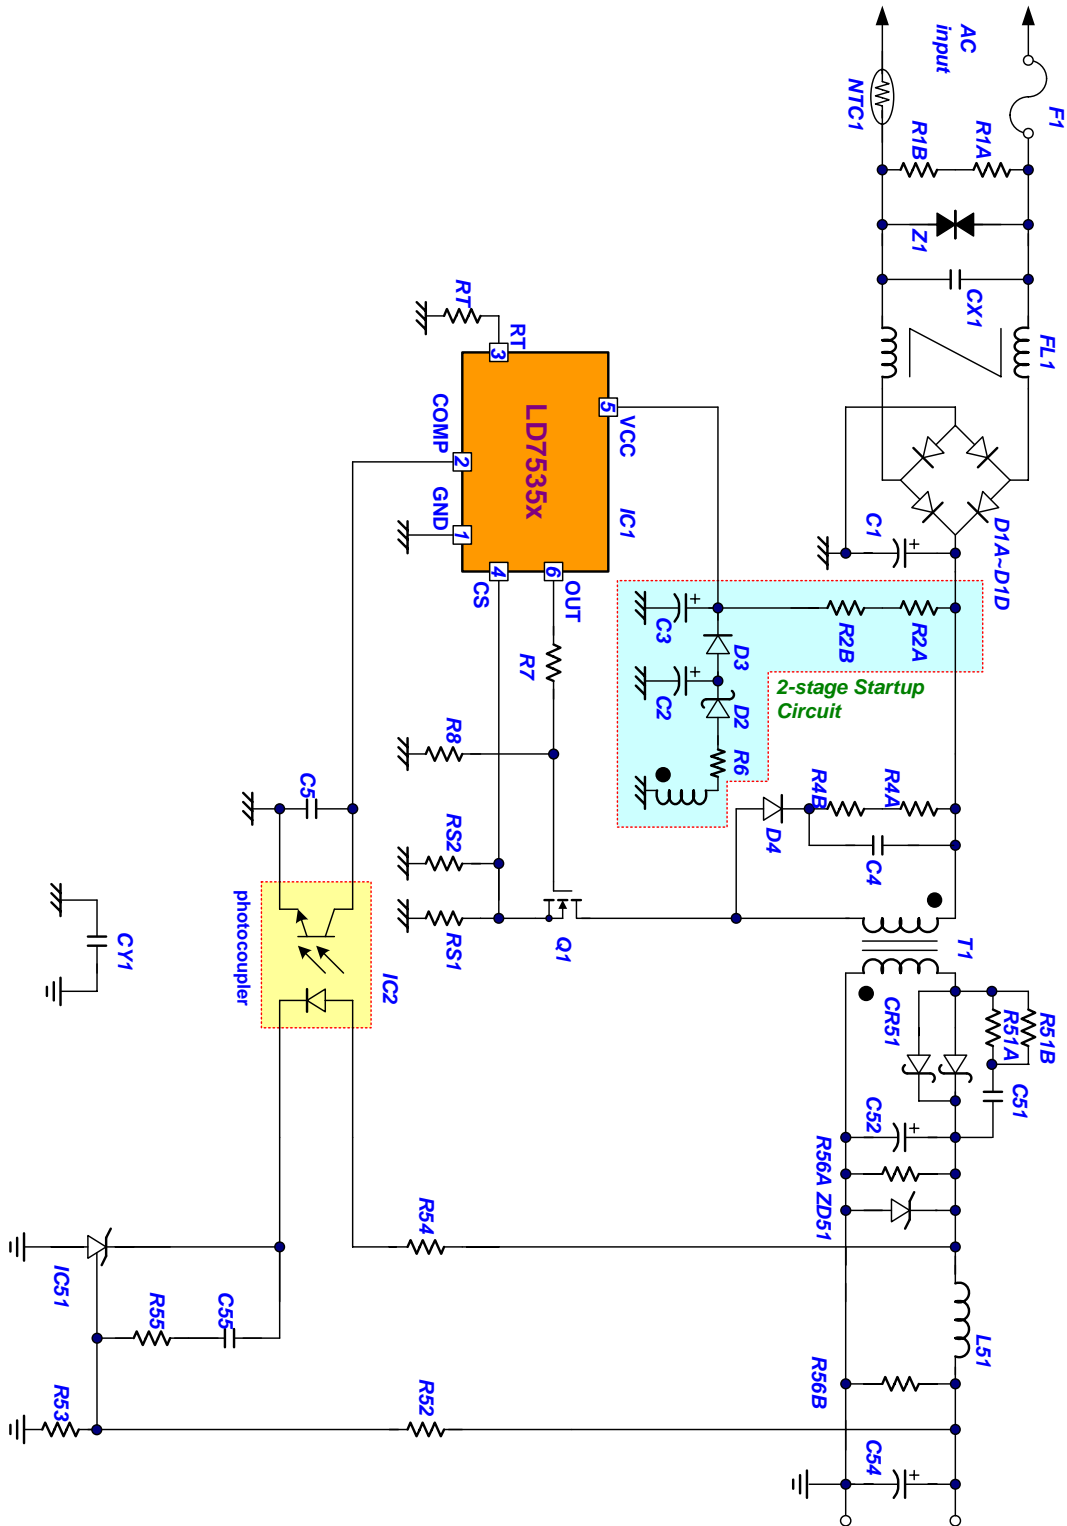 AC
input
F1
NTC1
R1A
R1B
Z1
CX1
FL1
D1A~D1D
C1
R2A
R2B
C3
D3
C2
D2
R6
2-stage Startup
Circuit
R4A
R4B
C4
D4
T1
RT
RT
3
COMP
2
GND
1
CS
4
OUT
6
VCC
5
LD7535x
IC1
R7
R8
C5
RS2
RS1
Q1
photocoupler
IC2
CY1
CR51
R51A
R51B
C51
C52
R56A
ZD51
R54
L51
R56B
C54
IC51
R55
C55
R53
R52
+
+
+
+
+